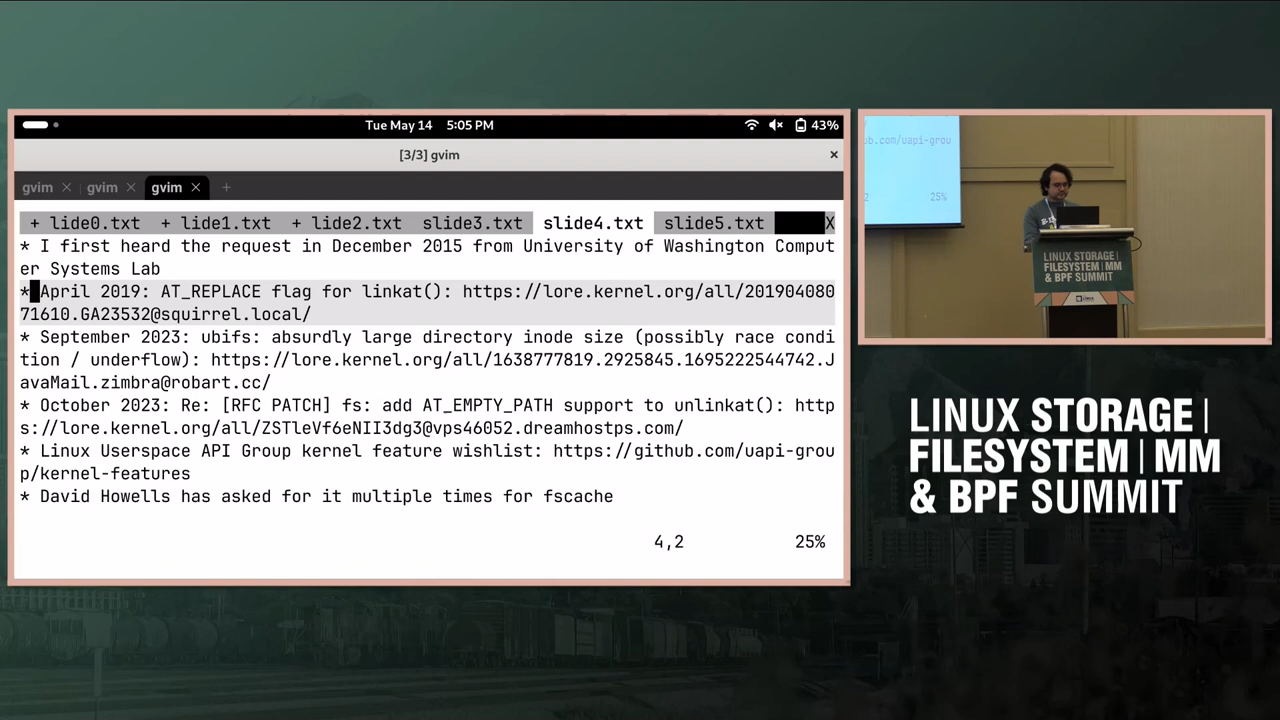 Tue May 14 5:05 PM
43%
[3/3] gvim
gvim
gvim
gvim
+ lide0.txt + lide1.txt + lide2.txt slide3.txt slide4.txt slide5.txt X
* I first heard the request in December 2015 from University of Washington Comput
er Systems Lab
* April 2019: AT_REPLACE flag for linkat(): https://lore.kernel.org/all/201904080
71610.GA23532@squirrel.local/
* September 2023: ubifs: absurdly large directory inode size (possibly race condi
tion / underflow): https://lore.kernel.org/all/1638777819.2925845.1695222544742.J
avaMail.zimbra@robart.cc/
* October 2023: Re: [RFC PATCH] fs: add AT_EMPTY_PATH support to unlinkat(): http
s://lore.kernel.org/all/ZSTleVf6eNII3dg3@vps46052.dreamhostps.com/
* Linux Userspace API Group kernel feature wishlist: https://github.com/uapi-grou
p/kernel-features
* David Howells has asked for it multiple times for fscache
4,2 25%
ub.com/uapi-grou
2 25%
LINUX STORAGE |
FILESYSTEM | MM
& BPF SUMMIT
LINUX STORAGE |
FILESYSTEM | MM
& BPF SUMMIT